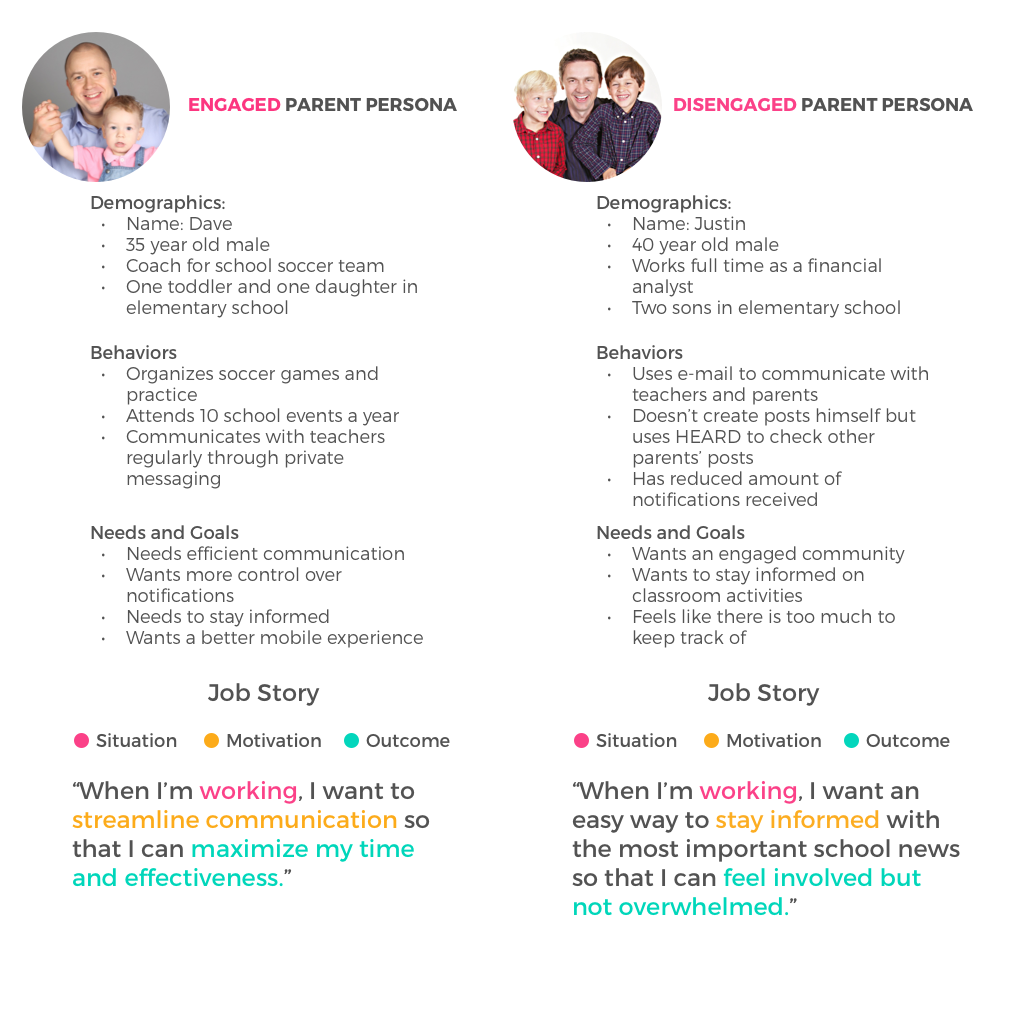 ENGAGED PARENT PERSONA
Demographics:
• Name: Dave
• 35 year old male
• Coach for school soccer team
• One toddler and one daughter in
elementary school
Behaviors
• Organizes soccer games and
practice
• Attends 10 school events a year
• Communicates with teachers
regularly through private
messaging
Needs and Goals
• Needs efficient communication
• Wants more control over
notifications
• Needs to stay informed
• Wants a better mobile experience
Job Story
Situation Motivation Outcome
“When I’m working, I want to
streamline communication so
that I can maximize my time
and effectiveness.”
DISENGAGED PARENT PERSONA
Demographics:
• Name: Justin
• 40 year old male
• Works full time as a financial
analyst
• Two sons in elementary school
Behaviors
• Uses e-mail to communicate with
teachers and parents
• Doesn’t create posts himself but
uses HEARD to check other
parents’ posts
• Has reduced amount of
notifications received
Needs and Goals
• Wants an engaged community
• Wants to stay informed on
classroom activities
• Feels like there is too much to
keep track of
Job Story
Situation Motivation Outcome
“When I’m working, I want an
easy way to stay informed with
the most important school news
so that I can feel involved but
not overwhelmed.”